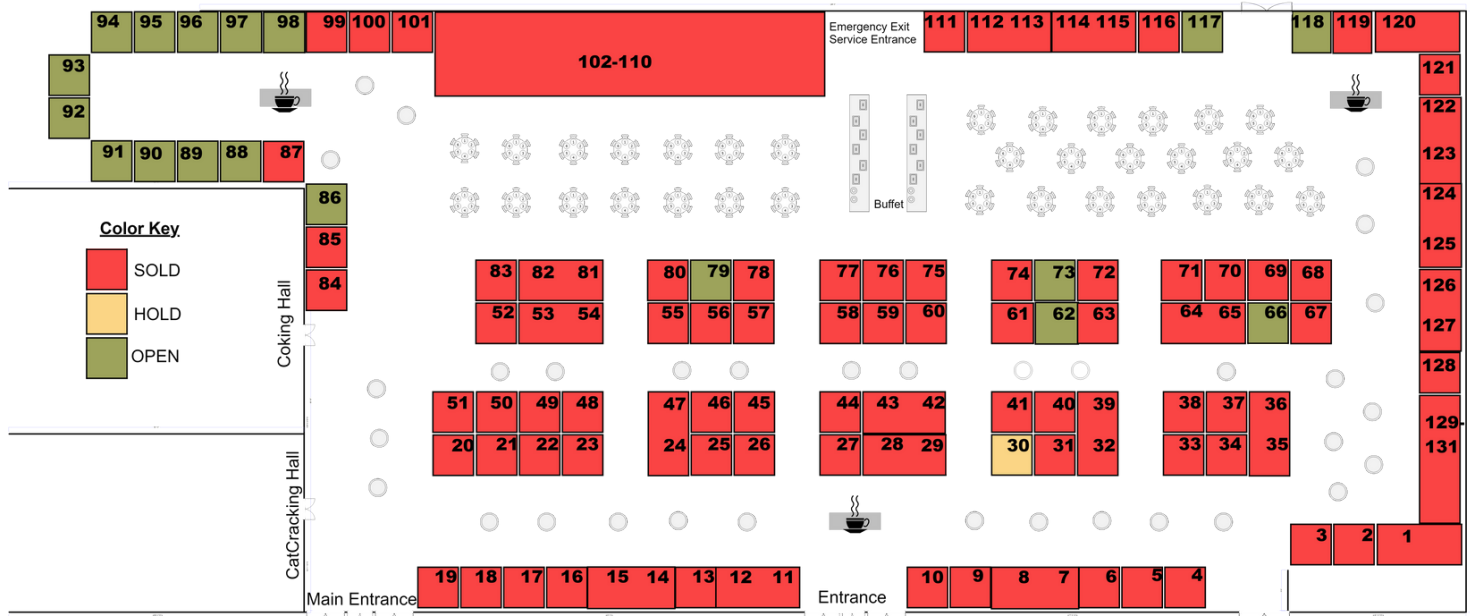 94 95 96 97 98 99 100 101
102-110
Emergency Exit
Service Entrance
111 112 113 114 115 116 117 118 119 120
93
92
91 90 89 88 87
86
85
84
121
122
123
124
125
126
127
128
129-
131
Buffet
Color Key
SOLD
HOLD
OPEN
Coking Hall
CatCracking Hall
83 82 81 80 79 78 77 76 75 74 73 72 71 70 69 68
52 53 54 55 56 57 58 59 60 61 62 63 64 65 66 67
51 50 49 48 47 46 45 44 43 42 41 40 39 38 37 36
20 21 22 23 24 25 26 27 28 29 30 31 32 33 34 35
3 2 1
19 18 17 16 15 14 13 12 11 10 9 8 7 6 5 4
Main Entrance
Entrance